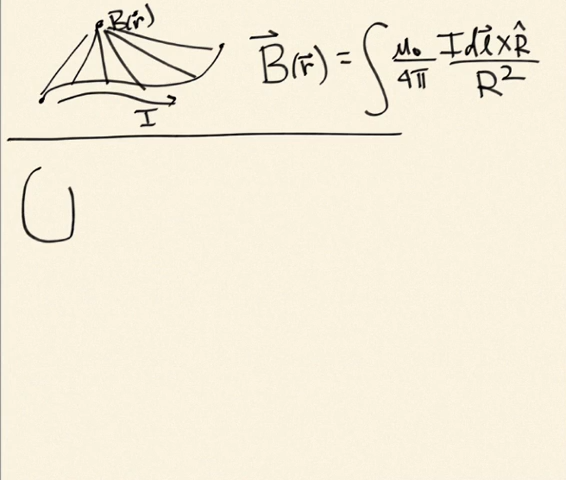 B(r⃗)
B⃗(r⃗) = ∫ μ₀/4π I dl⃗ × R̂ / R²
I